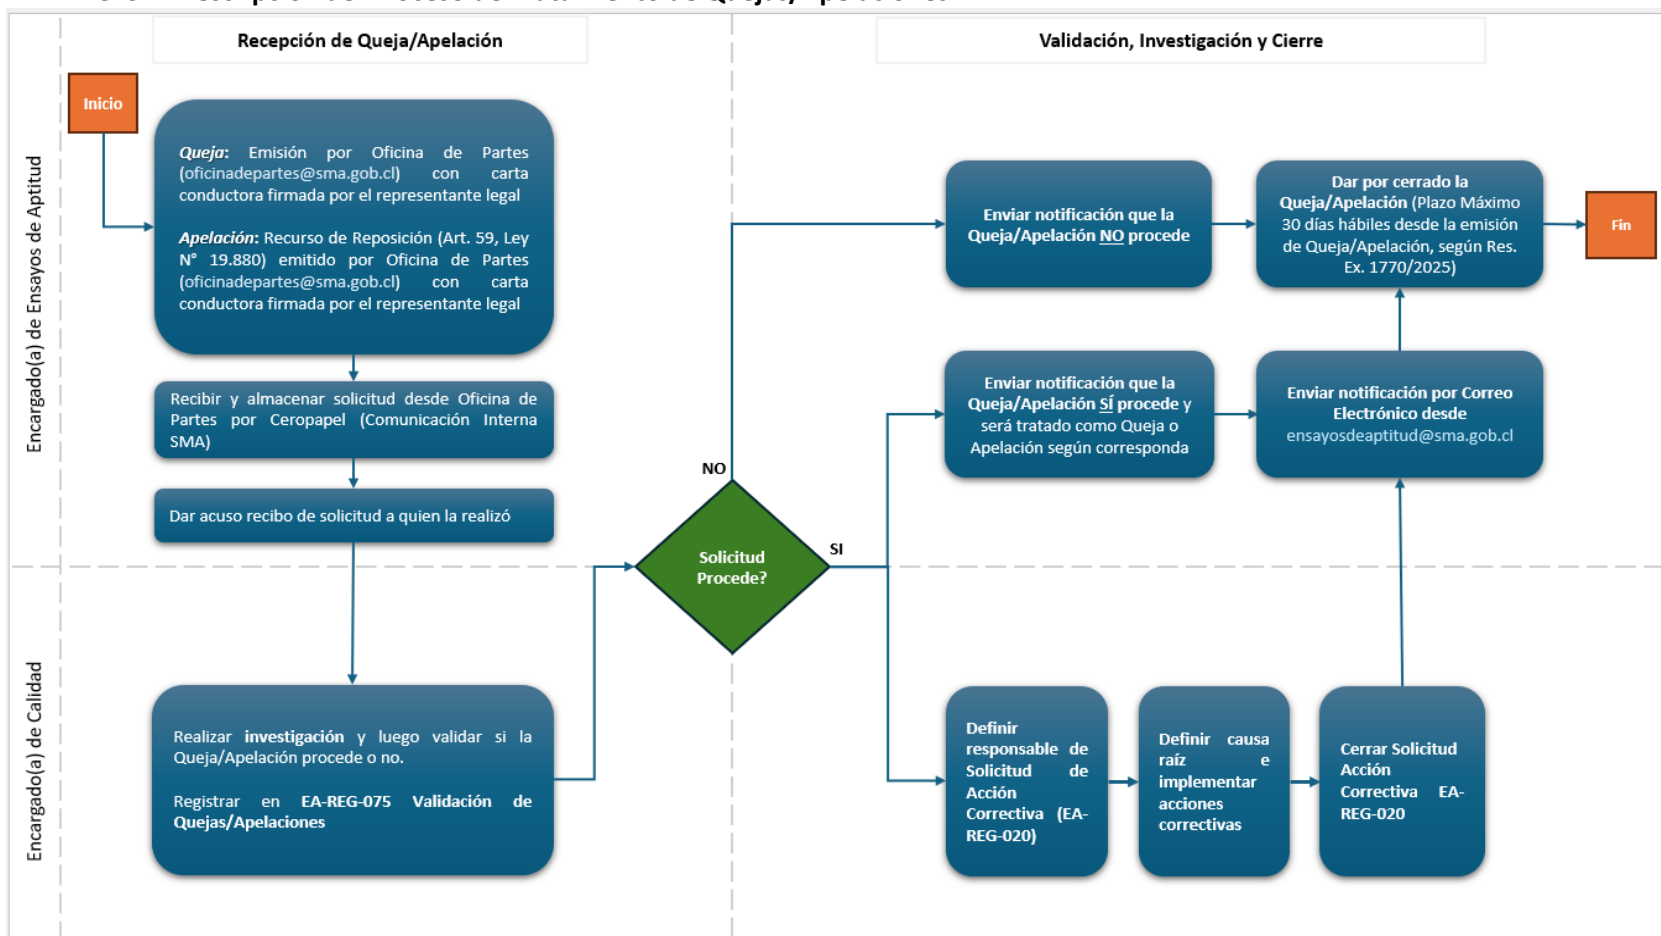 Recepción de Queja/Apelación
Validación, Investigación y Cierre
Encargado(a) de Ensayos de Aptitud
Encargado(a) de Calidad
Inicio
Queja: Emisión por Oficina de Partes
(oficinadepartes@sma.gob.cl) con carta
conductora firmada por el representante legal
Apelación: Recurso de Reposición (Art. 59, Ley
N° 19.880) emitido por Oficina de Partes
(oficinadepartes@sma.gob.cl) con carta
conductora firmada por el representante legal
Recibir y almacenar solicitud desde Oficina de
Partes por Ceropapel (Comunicación Interna
SMA)
Dar acuso recibo de solicitud a quien la realizó
Realizar investigación y luego validar si la
Queja/Apelación procede o no.
Registrar en EA-REG-075 Validación de
Quejas/Apelaciones
Solicitud
Procede?
NO
SI
Enviar notificación que la
Queja/Apelación NO procede
Dar por cerrado la
Queja/Apelación (Plazo Máximo
30 días hábiles desde la emisión
de Queja/Apelación, según Res.
Ex. 1770/2025)
Fin
Enviar notificación que la
Queja/Apelación SÍ procede y
será tratado como Queja o
Apelación según corresponda
Enviar notificación por Correo
Electrónico desde
ensayosdeaptitud@sma.gob.cl
Definir
responsable de
Solicitud de
Acción
Correctiva (EA-
REG-020)
Definir causa
raíz e
implementar
acciones
correctivas
Cerrar Solicitud
Acción
Correctiva EA-
REG-020